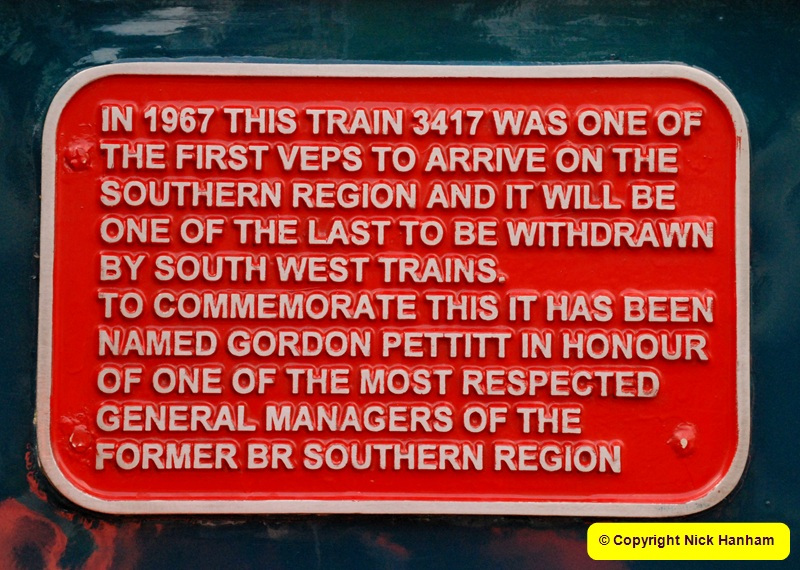 IN 1967 THIS TRAIN 3417 WAS ONE OF
THE FIRST VEPS TO ARRIVE ON THE
SOUTHERN REGION AND IT WILL BE
ONE OF THE LAST TO BE WITHDRAWN
BY SOUTH WEST TRAINS.
TO COMMEMORATE THIS IT HAS BEEN
NAMED GORDON PETTITT IN HONOUR
OF ONE OF THE MOST RESPECTED
GENERAL MANAGERS OF THE
FORMER BR SOUTHERN REGION
© Copyright Nick Hanham